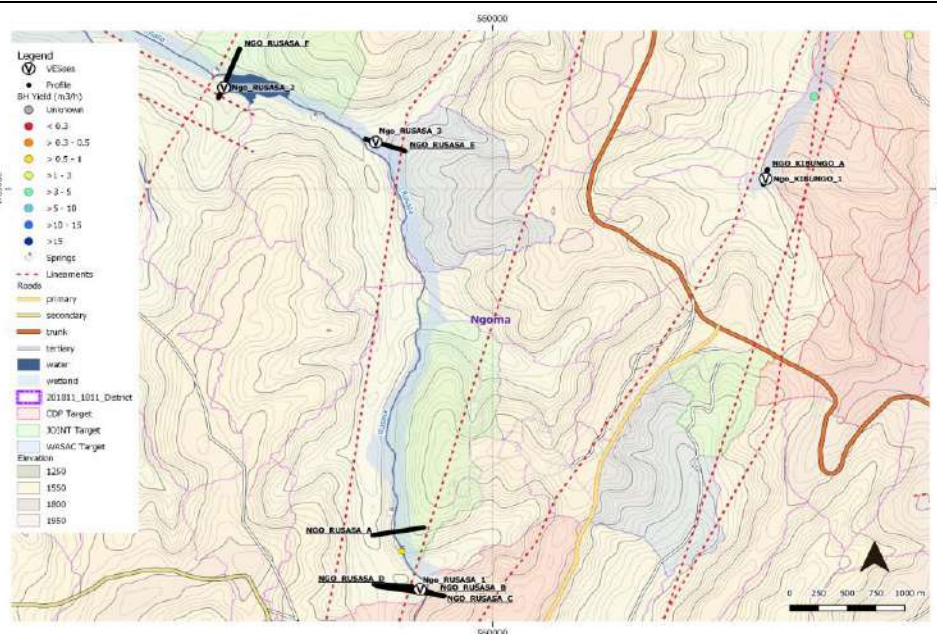 560000
Legend
VESses
Profile
BH Yield (m3/h)
Unknown
< 0.3
> 0.3 - 0.5
> 0.5 - 1
>1 - 3
>3 - 5
>5 - 10
>10 - 15
>15
Springs
Lineaments
Roads
primary
secondary
trunk
tertiery
water
wetland
201811_1011_District
CDP Target
JOINT Target
WASAC Target
Elevation
1250
1550
1800
1950
NGO_RUSASA_F
Ngo_RUSASA_2
Ngo_RUSASA_3
NGO_RUSASA_E
NGO_KIBUNGO_A
Ngo_KIBUNGO_1
Ngoma
NGO_RUSASA_A
NGO_RUSASA_D
Ngo_RUSASA_1
NGO_RUSASA_B
NGO_RUSASA_C
0 250 500 750 1000 m
560000